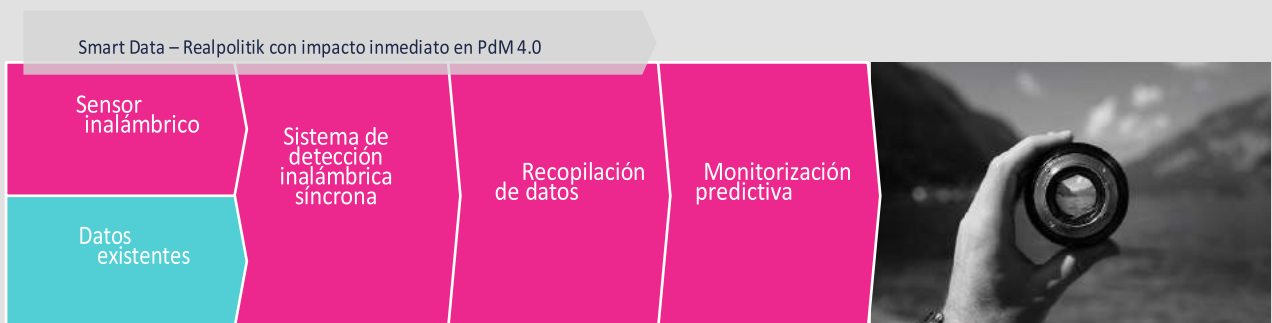 Smart Data – Realpolitik con impacto inmediato en PdM 4.0
Sensor
inalámbrico
Datos
existentes
Sistema de
detección
inalámbrica
síncrona
Recopilación
de datos
Monitorización
predictiva